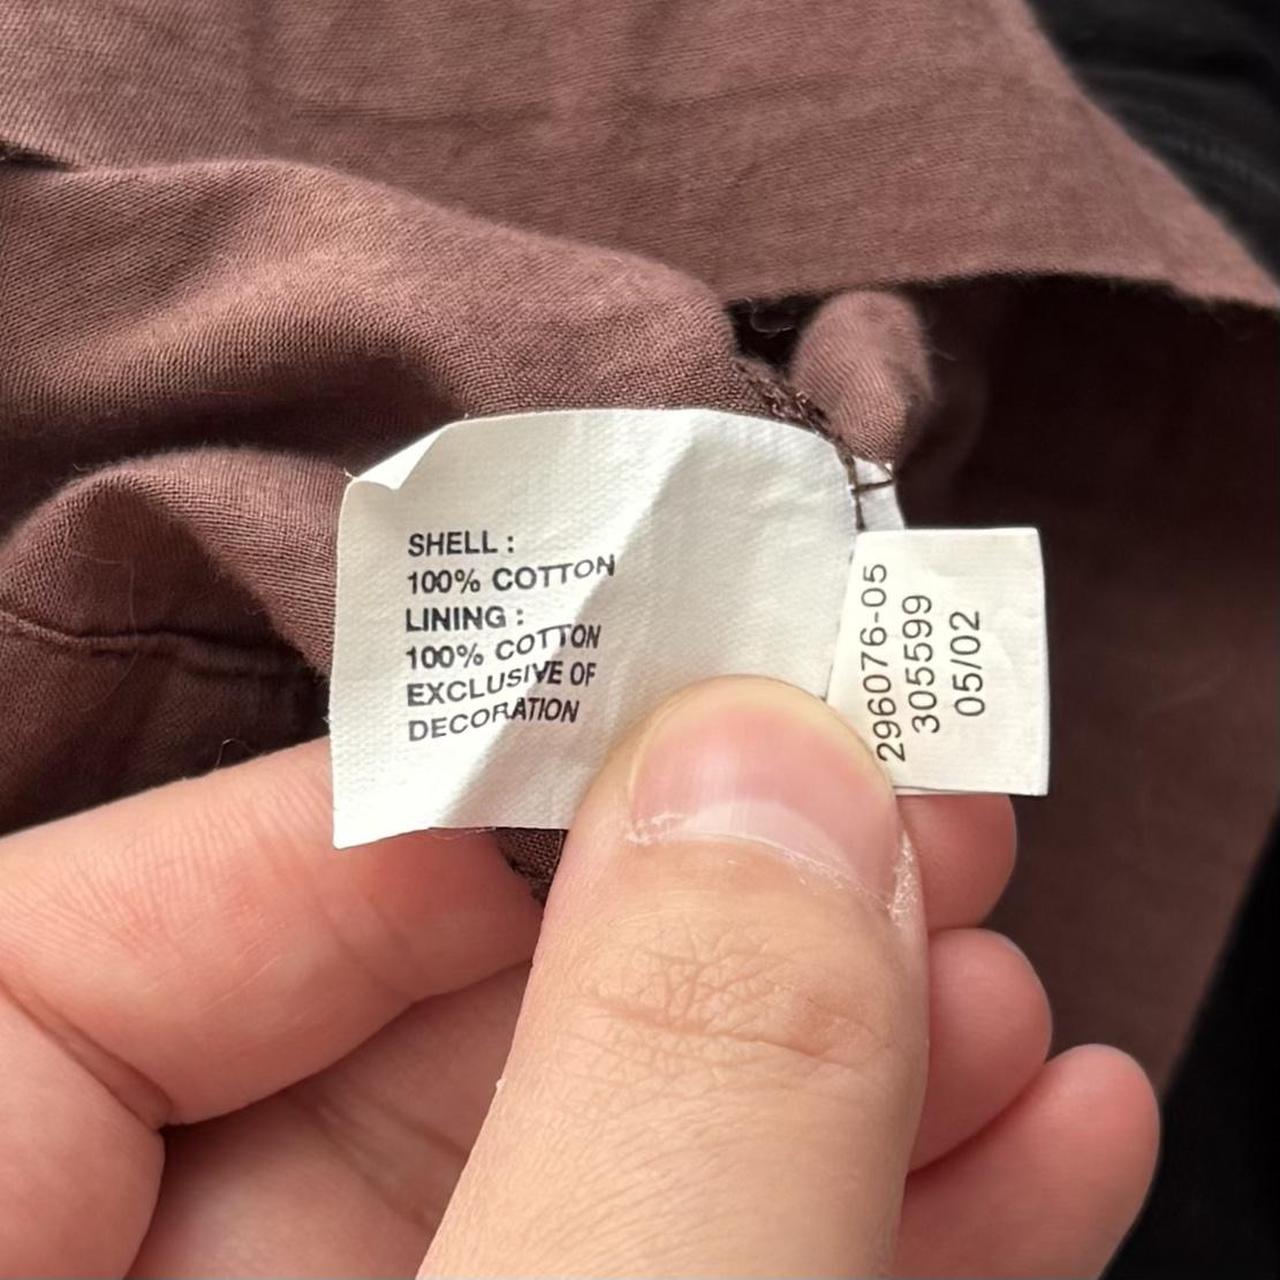 SHELL :
100% COTTON
LINING :
100% COTTON
EXCLUSIVE OF
DECORATION
296076-05
305599
05/02